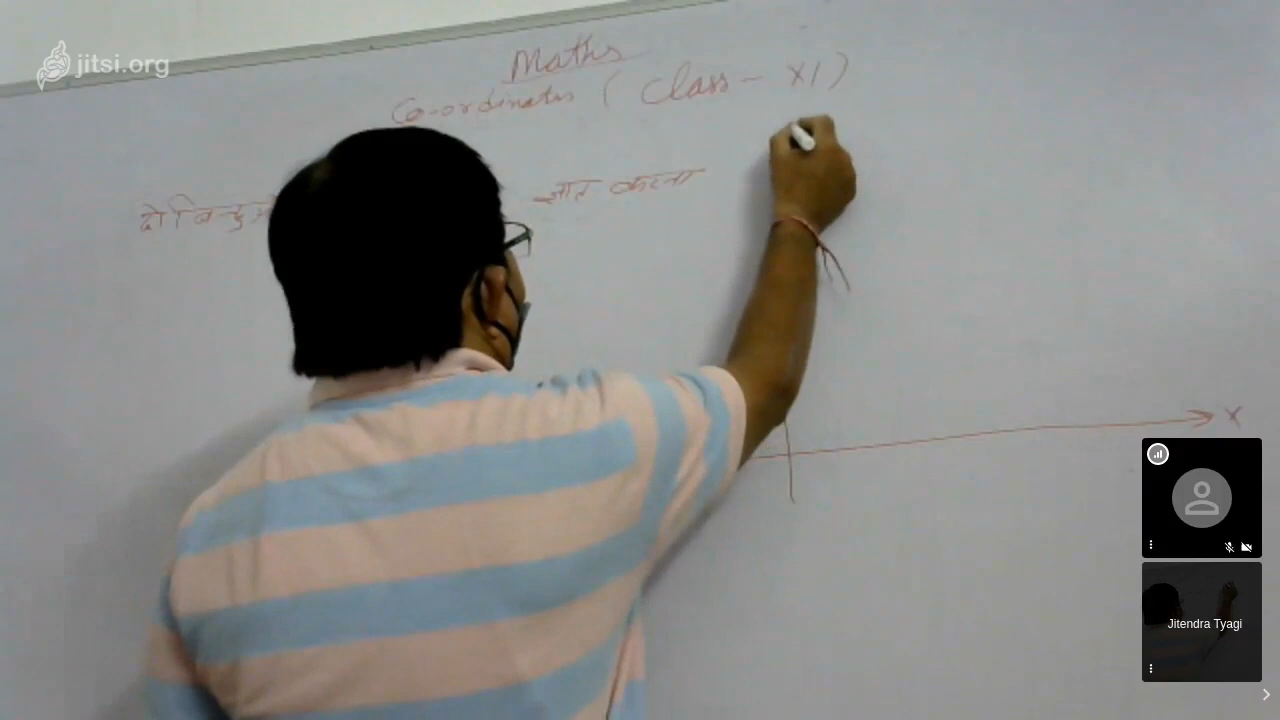 jitsi.org
Maths
Co-ordinates (Class - XI)
दो बिन्दु
ज्ञात करना
X
Jitendra Tyagi